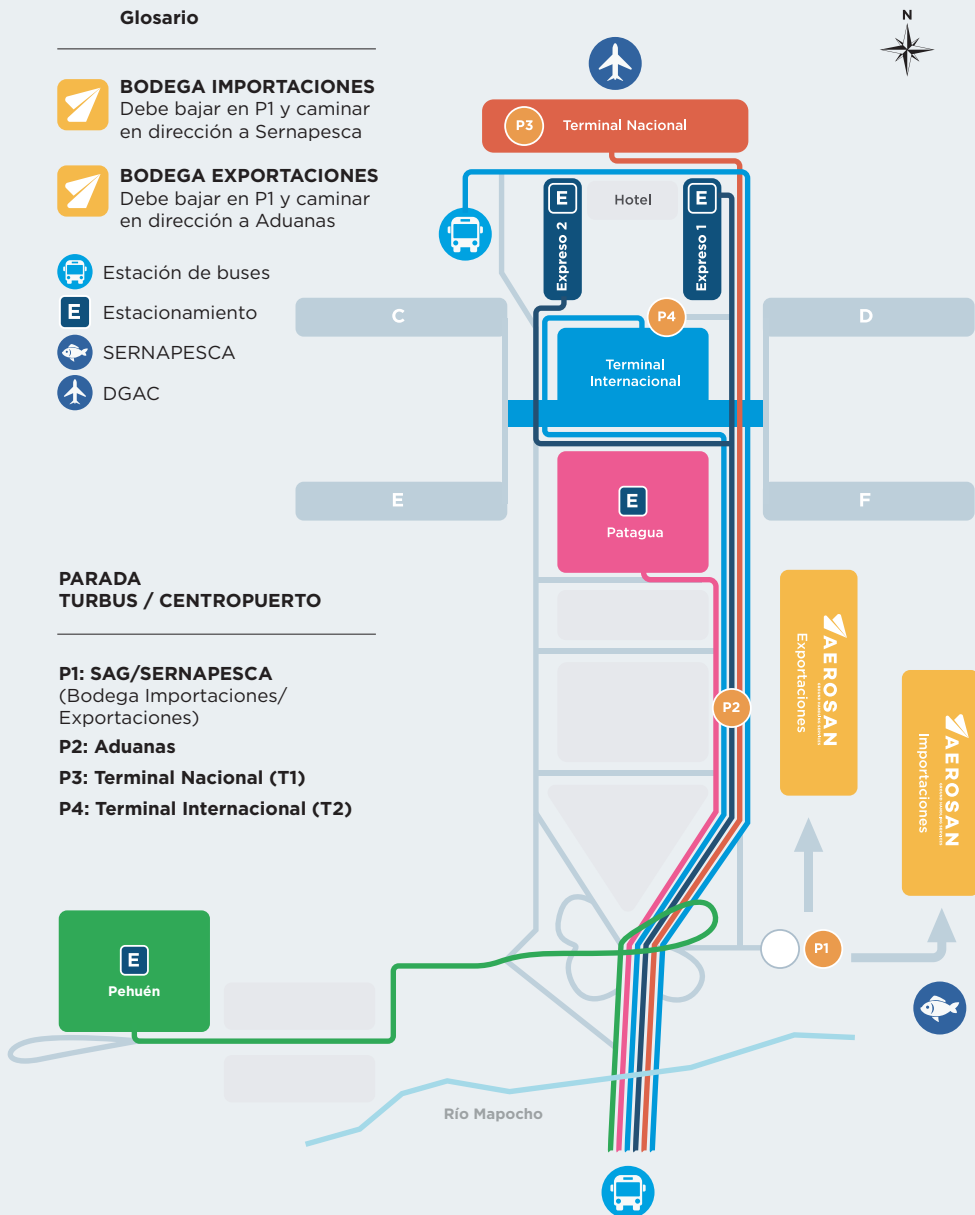 Glosario
BODEGA IMPORTACIONES
Debe bajar en P1 y caminar
en dirección a Sernapesca
BODEGA EXPORTACIONES
Debe bajar en P1 y caminar
en dirección a Aduanas
Estación de buses
E
Estacionamiento
SERNAPESCA
DGAC
PARADA
TURBUS / CENTROPUERTO
P1: SAG/SERNAPESCA
(Bodega Importaciones/
Exportaciones)
P2: Aduanas
P3: Terminal Nacional (T1)
P4: Terminal Internacional (T2)
N
P3
Terminal Nacional
E
Expreso 2
Hotel
E
Expreso 1
C
P4
D
Terminal
Internacional
E
F
E
Patagua
P2
AEROSAN
Exportaciones
AEROSAN
Importaciones
P1
E
Pehuén
Río Mapocho